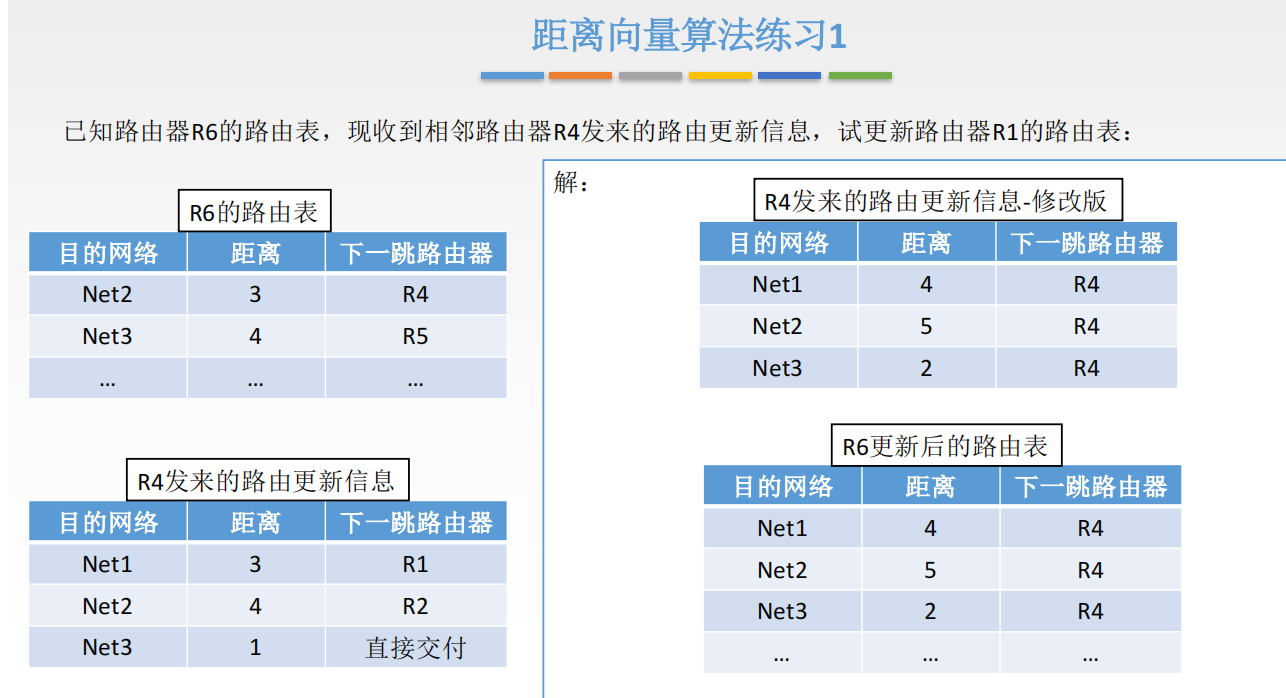 距离向量算法练习1
已知路由器R6的路由表，现收到相邻路由器R4发来的路由更新信息，试更新路由器R1的路由表：
R6的路由表
目的网络 距离 下一跳路由器
Net2 3 R4
Net3 4 R5
... ... ...
R4发来的路由更新信息
目的网络 距离 下一跳路由器
Net1 3 R1
Net2 4 R2
Net3 1 直接交付
解：
R4发来的路由更新信息-修改版
目的网络 距离 下一跳路由器
Net1 4 R4
Net2 5 R4
Net3 2 R4
R6更新后的路由表
目的网络 距离 下一跳路由器
Net1 4 R4
Net2 5 R4
Net3 2 R4
... ... ...